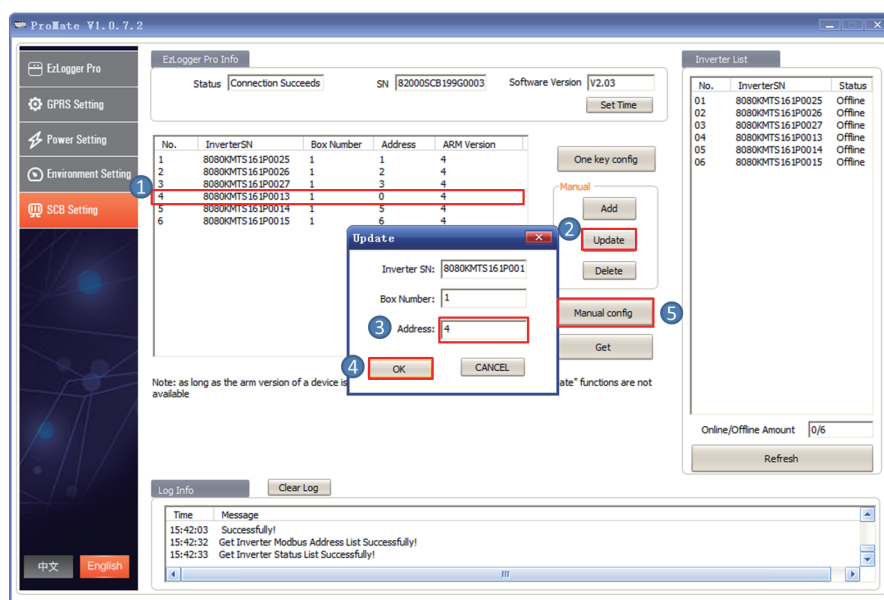 ProMate V1.0.7.2
EzLogger Pro
GPRS Setting
Power Setting
Environment Setting
SCB Setting
中文
English
EzLogger Pro Info
Status Connection Succeeds SN 82000SCB199G0003 Software Version V2.03
Set Time
No. InverterSN Box Number Address ARM Version
1 8080KMTS161P0025 1 1 4
2 8080KMTS161P0026 1 2 4
3 8080KMTS161P0027 1 3 4
4 8080KMTS161P0013 1 0 4
5 8080KMTS161P0014 1 5 4
6 8080KMTS161P0015 1 6 4
1
One key config
Manual
Add
2
Update
Delete
Manual config
5
Get
Update
Inverter SN: 8080KMTS161P001
Box Number: 1
3
Address: 4
4
OK
CANCEL
Note: as long as the arm version of a device is ate" functions are not
available
Inverter List
No. InverterSN Status
01 8080KMTS161P0025 Offline
02 8080KMTS161P0026 Offline
03 8080KMTS161P0027 Offline
04 8080KMTS161P0013 Offline
05 8080KMTS161P0014 Offline
06 8080KMTS161P0015 Offline
Online/Offline Amount 0/6
Refresh
Log Info
Clear Log
Time Message
15:42:03 Successfully!
15:42:32 Get Inverter Modbus Address List Successfully!
15:42:33 Get Inverter Status List Successfully!